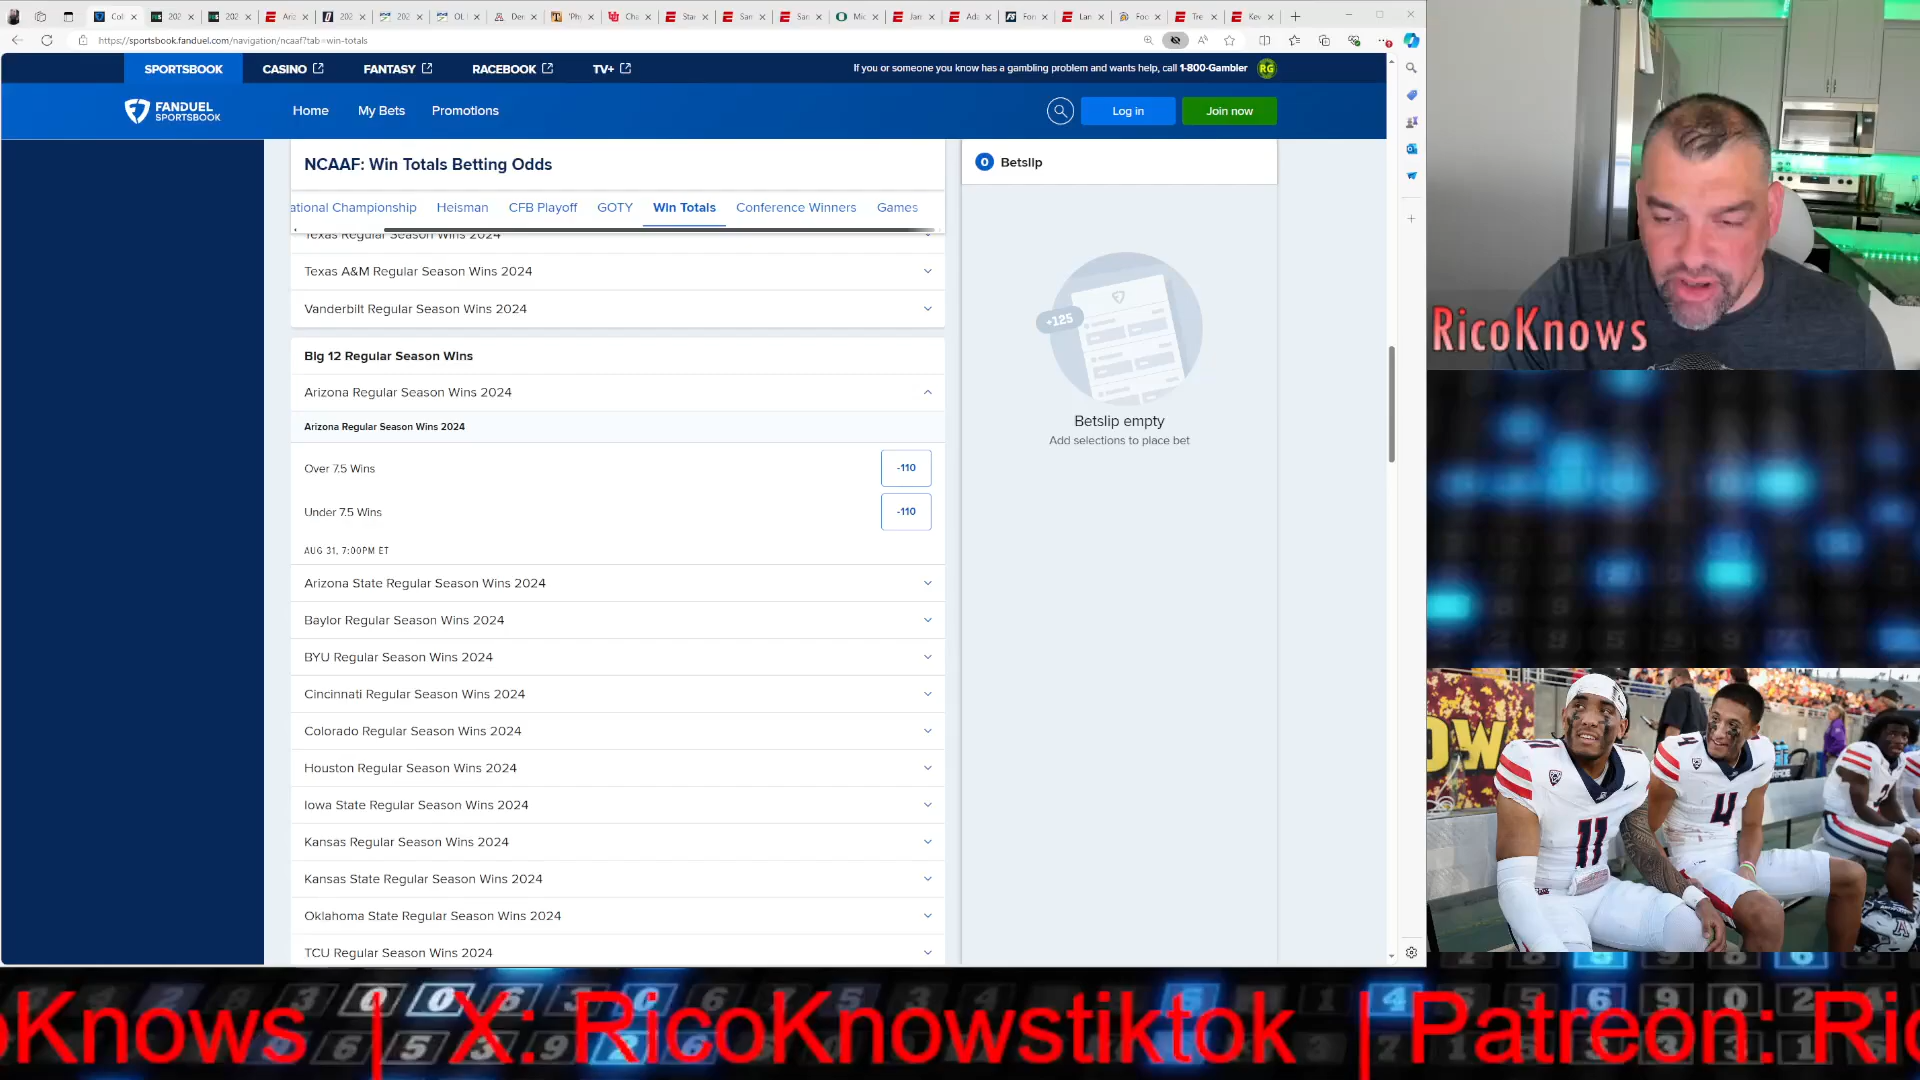 https://sportsbook.fanduel.com/navigation/ncaaf?tab=win-totals
SPORTSBOOK
CASINO
FANTASY
RACEBOOK
TV+
If you or someone you know has a gambling problem and wants help, call 1-800-Gambler
RG
FANDUEL
SPORTSBOOK
Home
My Bets
Promotions
Log in
Join now
NCAAF: Win Totals Betting Odds
ational Championship
Heisman
CFB Playoff
GOTY
Win Totals
Conference Winners
Games
Texas Regular Season Wins 2024
Texas A&M Regular Season Wins 2024
Vanderbilt Regular Season Wins 2024
Big 12 Regular Season Wins
Arizona Regular Season Wins 2024
Arizona Regular Season Wins 2024
Over 7.5 Wins
-110
Under 7.5 Wins
-110
AUG 31, 7:00PM ET
Arizona State Regular Season Wins 2024
Baylor Regular Season Wins 2024
BYU Regular Season Wins 2024
Cincinnati Regular Season Wins 2024
Colorado Regular Season Wins 2024
Houston Regular Season Wins 2024
Iowa State Regular Season Wins 2024
Kansas Regular Season Wins 2024
Kansas State Regular Season Wins 2024
Oklahoma State Regular Season Wins 2024
TCU Regular Season Wins 2024
0
Betslip
+125
Betslip empty
Add selections to place bet
RicoKnows
11
4
oKnows | X: RicoKnowstiktok | Patreon: Ric